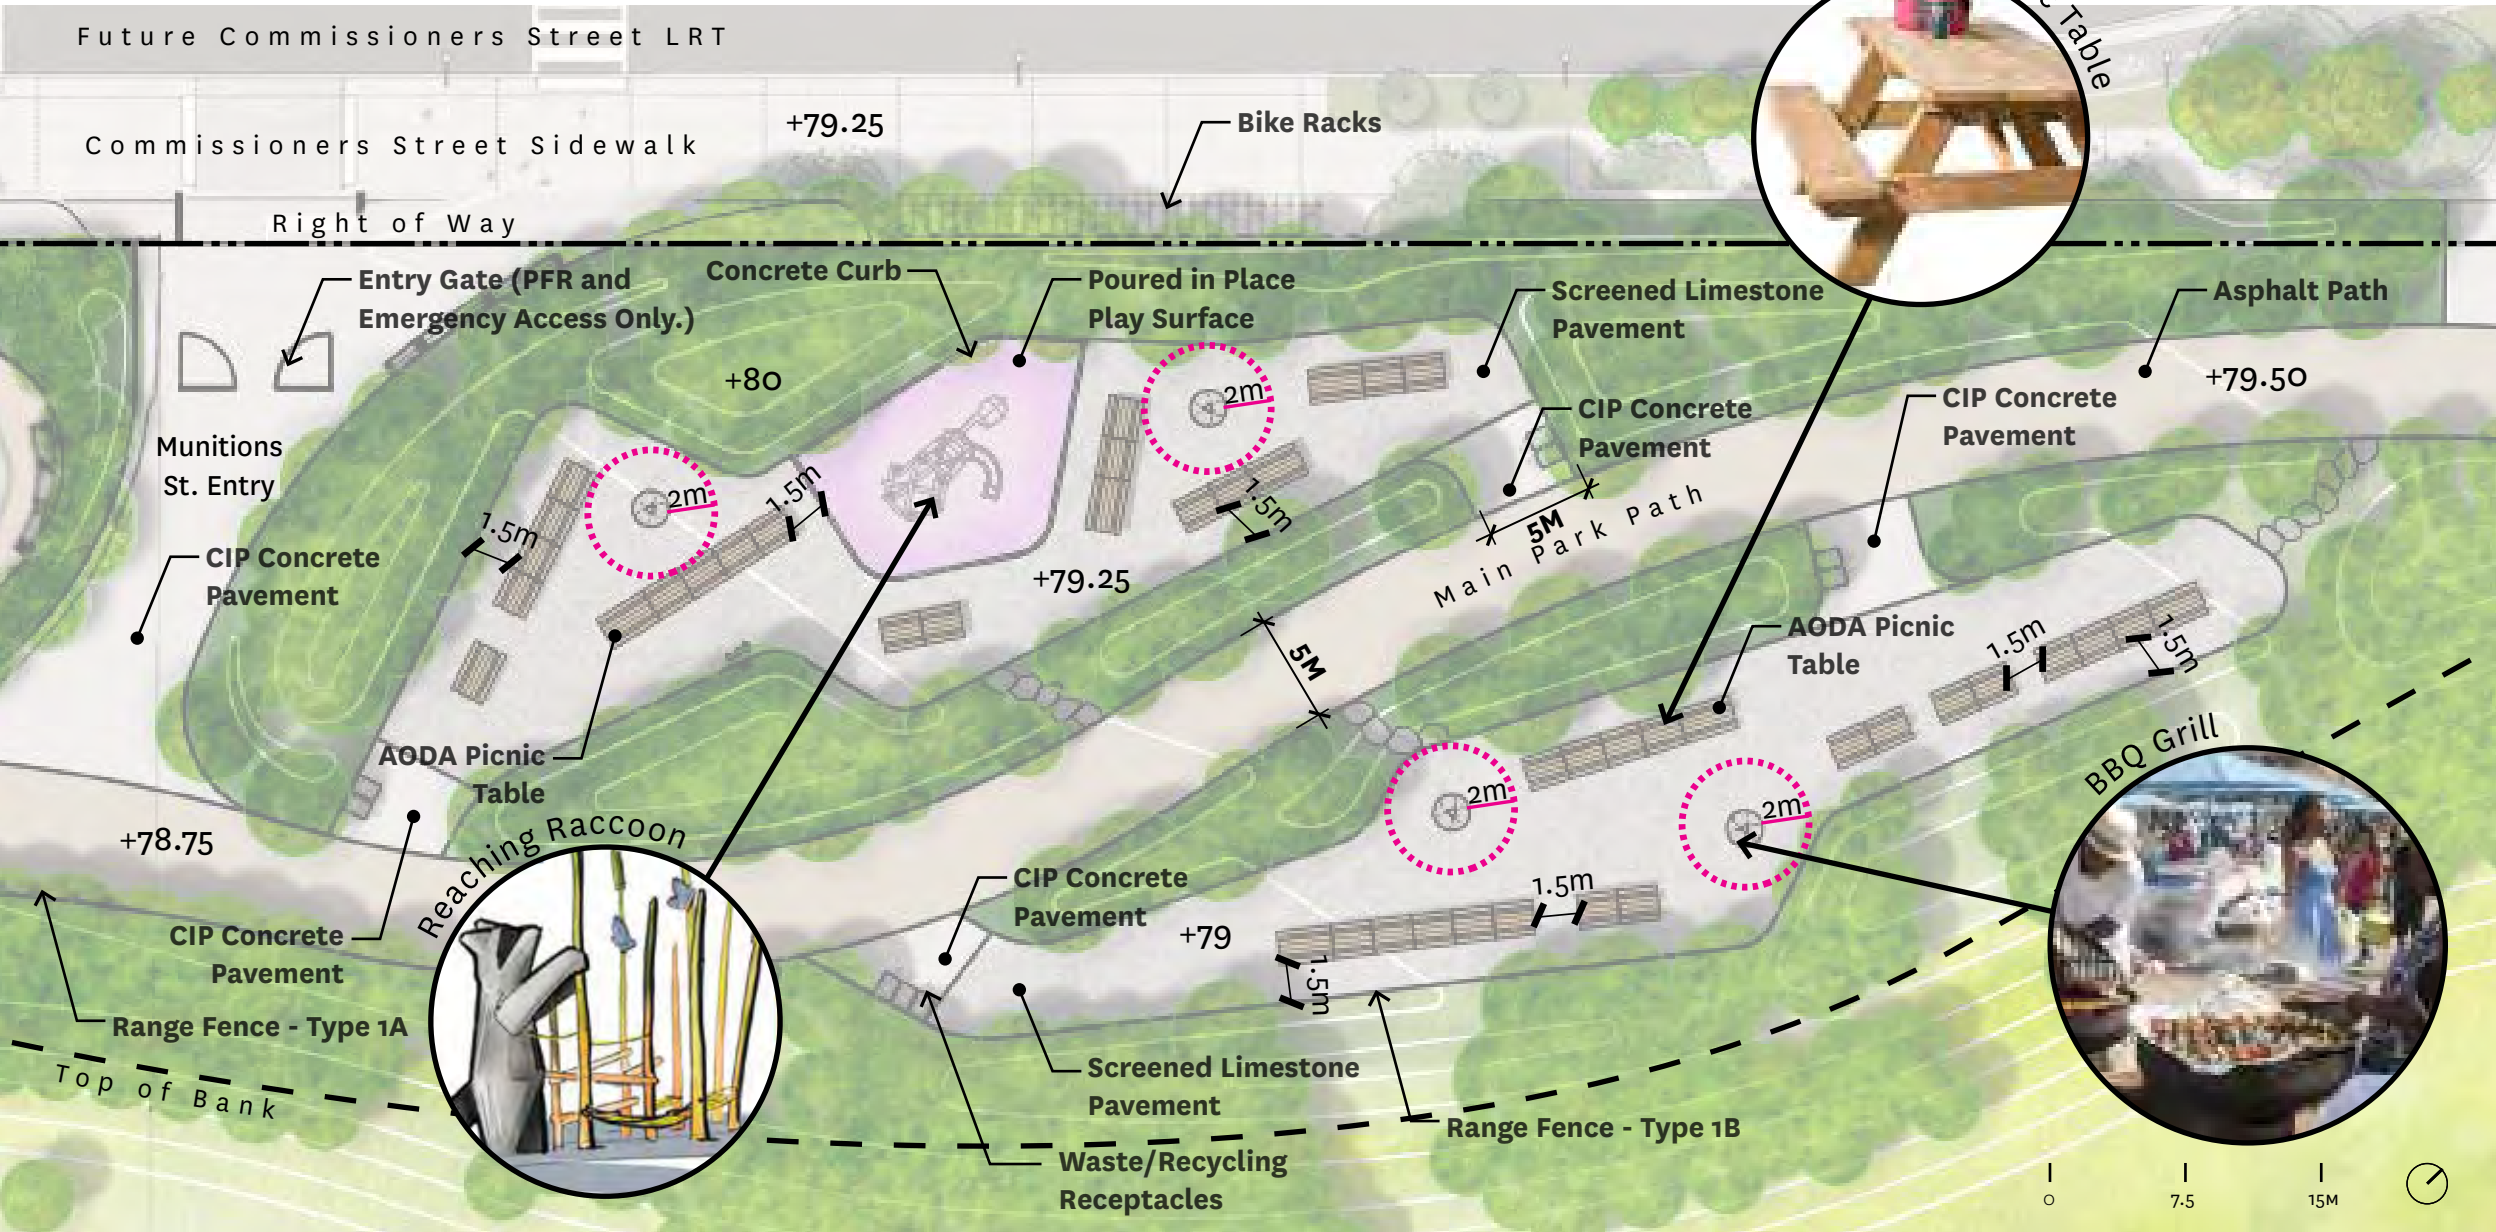 Future Commissioners Street LRT
Table
+79.25
Bike Racks
Commissioners Street Sidewalk
Right of Way
Entry Gate (PFR and
Emergency Access Only.)
Concrete Curb
Poured in Place
Play Surface
Screened Limestone
Pavement
Asphalt Path
+80
2m
+79.50
CIP Concrete
Pavement
CIP Concrete
Pavement
Munitions
St. Entry
2m
1.5m
1.5m
1.5m
5M
Main Park Path
CIP Concrete
Pavement
+79.25
5M
AODA Picnic
Table
1.5m
1.5m
AODA Picnic
Table
BBQ Grill
2m
2m
+78.75
Reaching Raccoon
CIP Concrete
Pavement
1.5m
+79
CIP Concrete
Pavement
1.5m
Range Fence - Type 1A
Top of Bank
Screened Limestone
Pavement
Range Fence - Type 1B
Waste/Recycling
Receptacles
0
7.5
15M